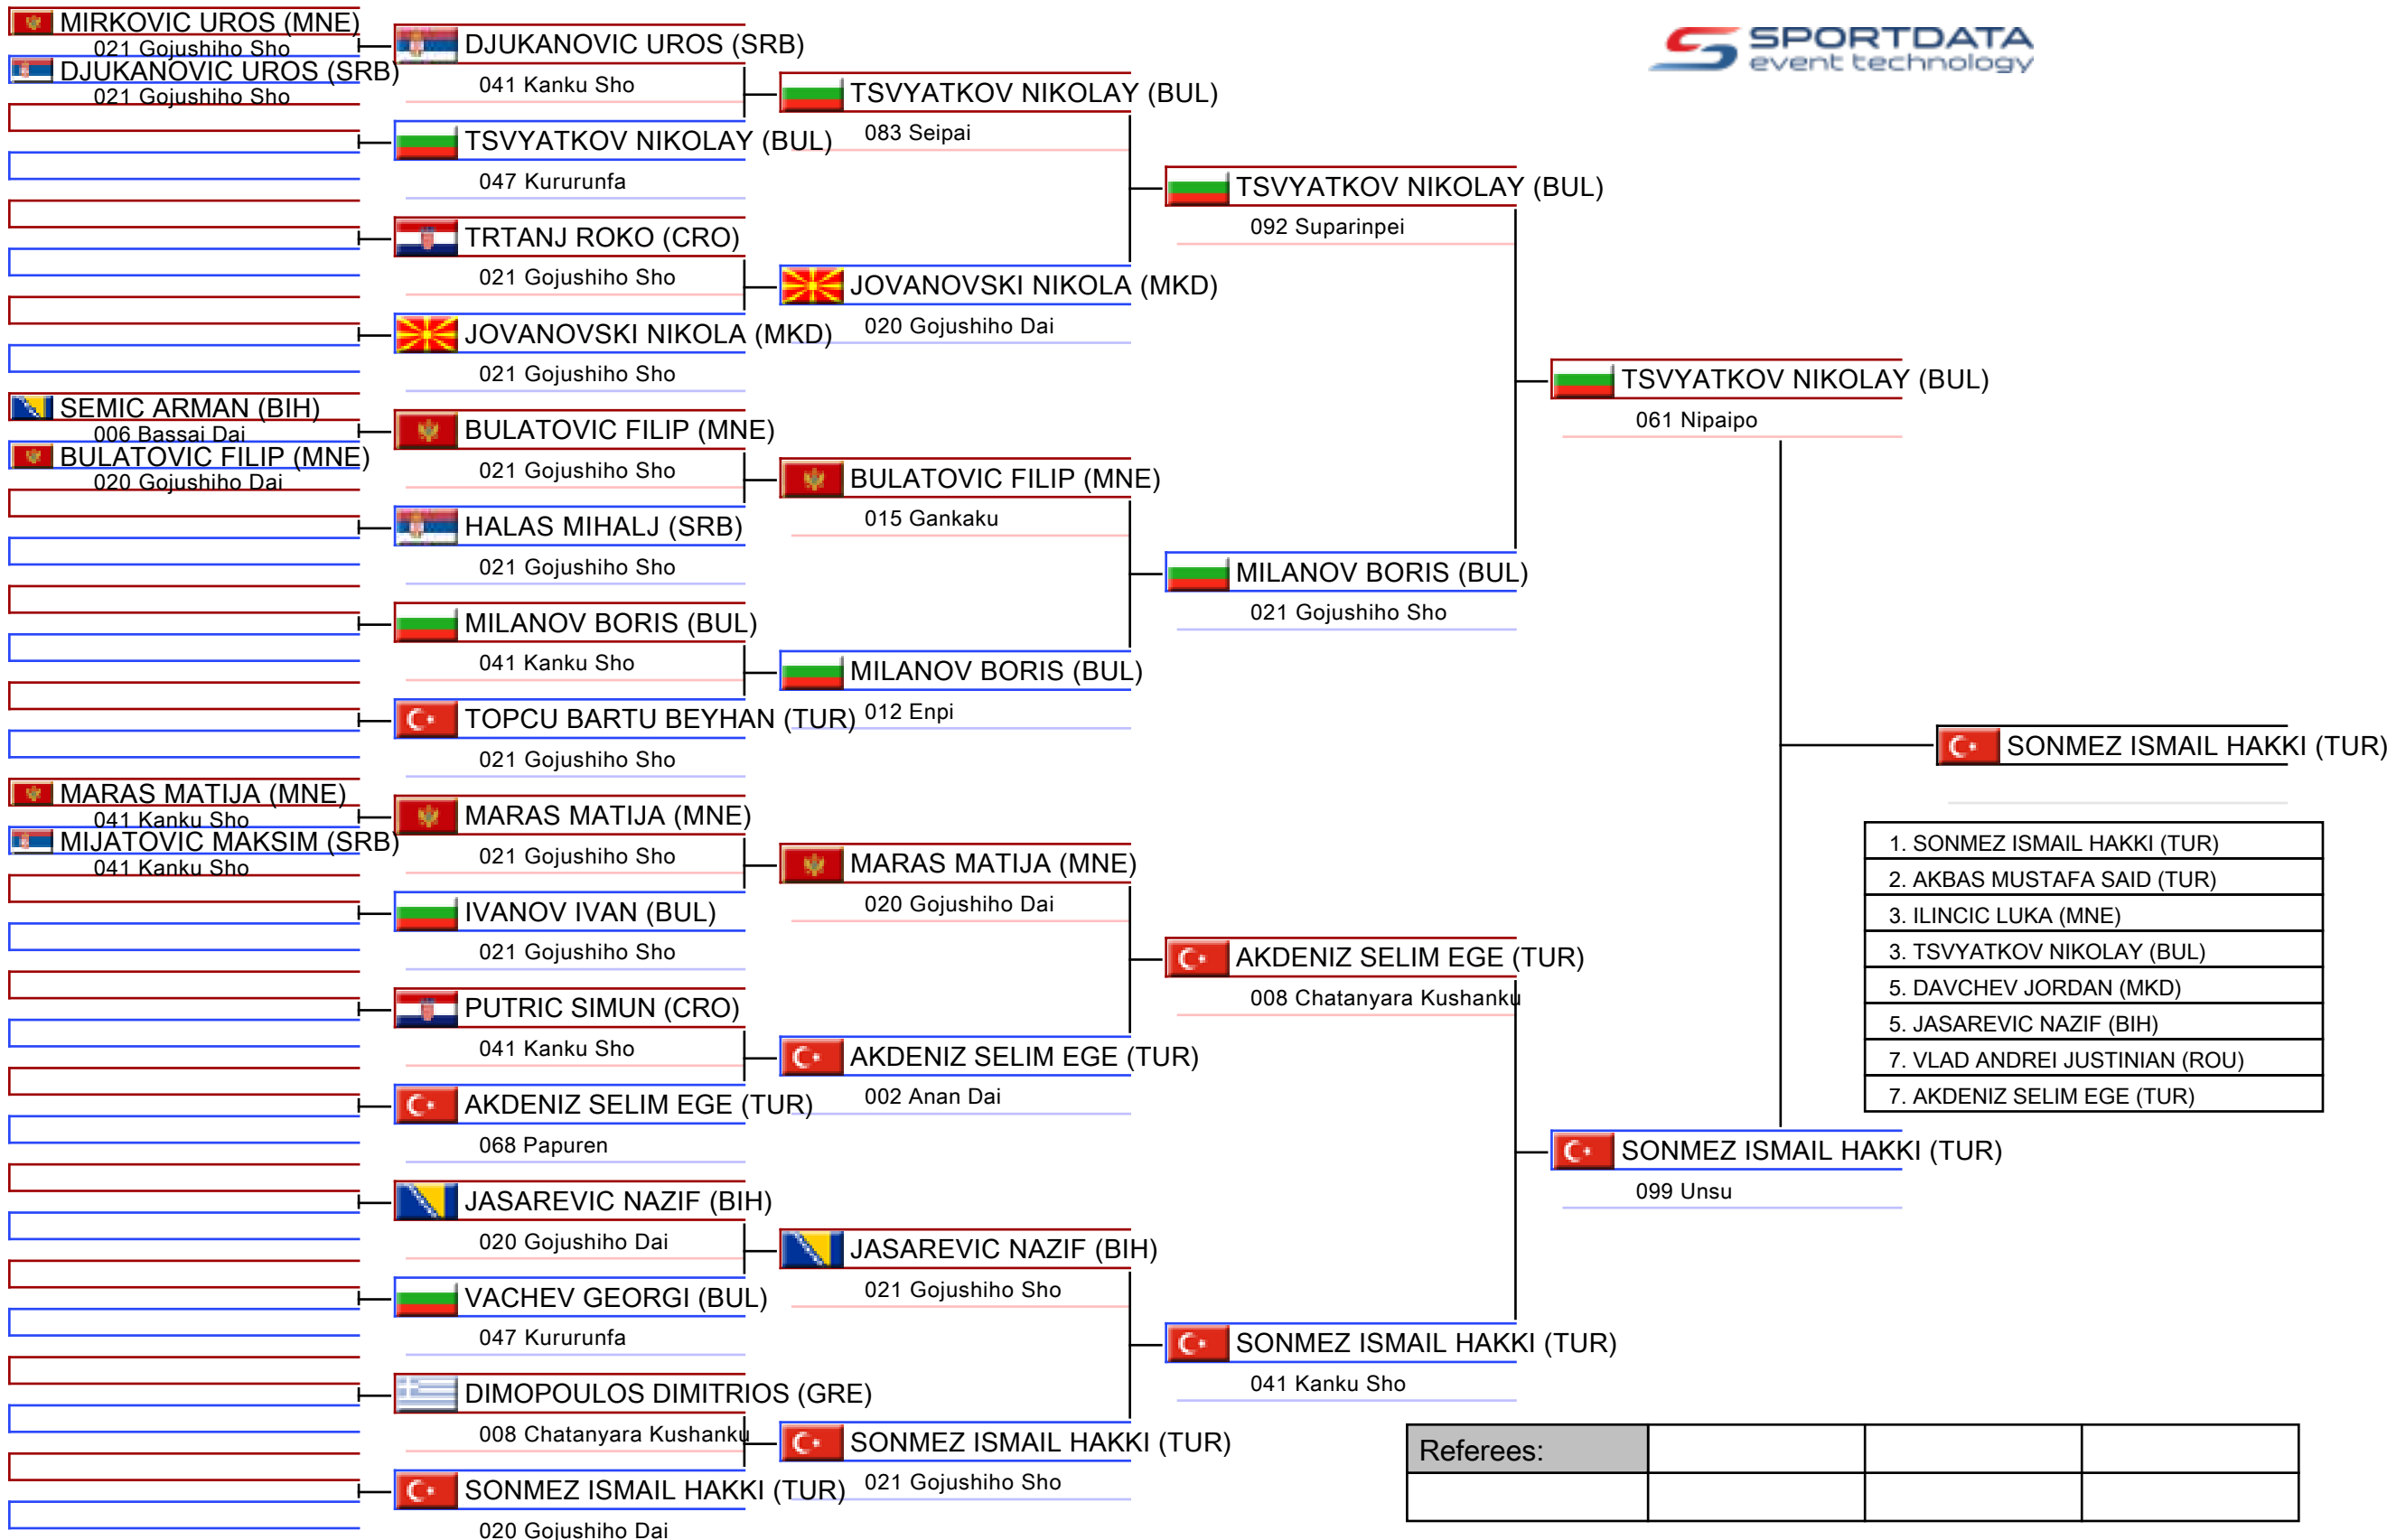 MIRKOVIC UROS (MNE)
021 Gojushiho Sho
DJUKANOVIC UROS (SRB)
021 Gojushiho Sho
SEMIC ARMAN (BIH)
006 Bassai Dai
BULATOVIC FILIP (MNE)
020 Gojushiho Dai
MARAS MATIJA (MNE)
041 Kanku Sho
MIJATOVIC MAKSIM (SRB)
041 Kanku Sho
DJUKANOVIC UROS (SRB)
041 Kanku Sho
TSVYATKOV NIKOLAY (BUL)
047 Kururunfa
TRTANJ ROKO (CRO)
021 Gojushiho Sho
JOVANOVSKI NIKOLA (MKD)
021 Gojushiho Sho
BULATOVIC FILIP (MNE)
021 Gojushiho Sho
HALAS MIHALJ (SRB)
021 Gojushiho Sho
MILANOV BORIS (BUL)
041 Kanku Sho
TOPCU BARTU BEYHAN (TUR)
021 Gojushiho Sho
MARAS MATIJA (MNE)
021 Gojushiho Sho
IVANOV IVAN (BUL)
021 Gojushiho Sho
PUTRIC SIMUN (CRO)
041 Kanku Sho
AKDENIZ SELIM EGE (TUR)
068 Papuren
JASAREVIC NAZIF (BIH)
020 Gojushiho Dai
VACHEV GEORGI (BUL)
047 Kururunfa
DIMOPOULOS DIMITRIOS (GRE)
008 Chatanyara Kushanku
SONMEZ ISMAIL HAKKI (TUR)
020 Gojushiho Dai
TSVYATKOV NIKOLAY (BUL)
083 Seipai
JOVANOVSKI NIKOLA (MKD)
020 Gojushiho Dai
BULATOVIC FILIP (MNE)
015 Gankaku
MILANOV BORIS (BUL)
012 Enpi
MARAS MATIJA (MNE)
020 Gojushiho Dai
AKDENIZ SELIM EGE (TUR)
002 Anan Dai
JASAREVIC NAZIF (BIH)
021 Gojushiho Sho
SONMEZ ISMAIL HAKKI (TUR)
021 Gojushiho Sho
TSVYATKOV NIKOLAY (BUL)
092 Suparinpei
MILANOV BORIS (BUL)
021 Gojushiho Sho
AKDENIZ SELIM EGE (TUR)
008 Chatanyara Kushanku
SONMEZ ISMAIL HAKKI (TUR)
041 Kanku Sho
TSVYATKOV NIKOLAY (BUL)
061 Nipaipo
SONMEZ ISMAIL HAKKI (TUR)
099 Unsu
SPORTDATA
event technology
SONMEZ ISMAIL HAKKI (TUR)
1. SONMEZ ISMAIL HAKKI (TUR)
2. AKBAS MUSTAFA SAID (TUR)
3. ILINCIC LUKA (MNE)
3. TSVYATKOV NIKOLAY (BUL)
5. DAVCHEV JORDAN (MKD)
5. JASAREVIC NAZIF (BIH)
7. VLAD ANDREI JUSTINIAN (ROU)
7. AKDENIZ SELIM EGE (TUR)
Referees: